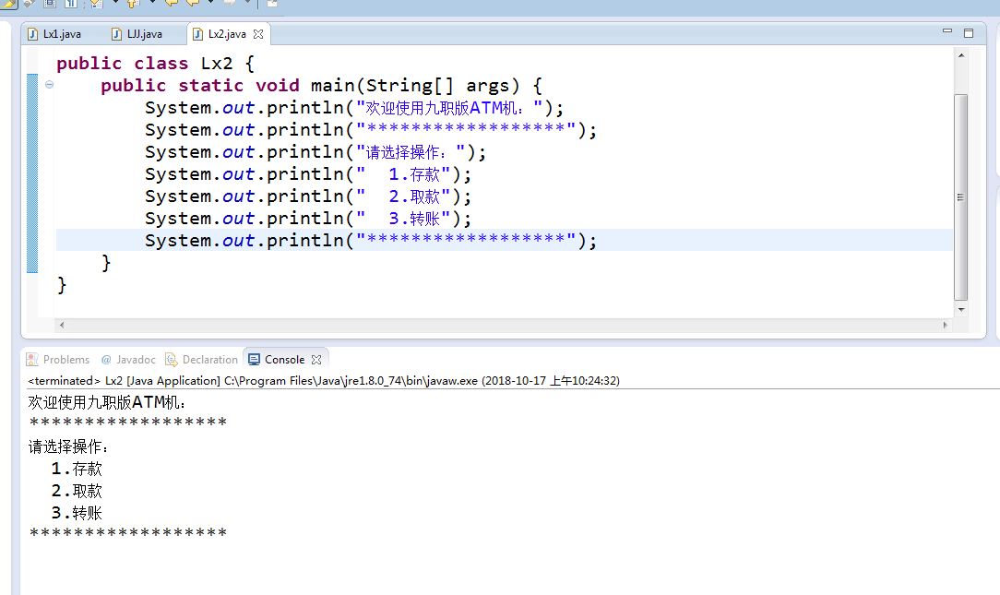 Lx1.java LJJ.java Lx2.java
public class Lx2 {
    public static void main(String[] args) {
        System.out.println("欢迎使用九职版ATM机：");
        System.out.println("******************");
        System.out.println("请选择操作：");
        System.out.println("  1.存款");
        System.out.println("  2.取款");
        System.out.println("  3.转账");
        System.out.println("******************");
    }
}
Problems @ Javadoc Declaration Console
<terminated> Lx2 [Java Application] C:\Program Files\Java\jre1.8.0_74\bin\javaw.exe (2018-10-17 上午10:24:32)
欢迎使用九职版ATM机：
******************
请选择操作：
  1.存款
  2.取款
  3.转账
******************